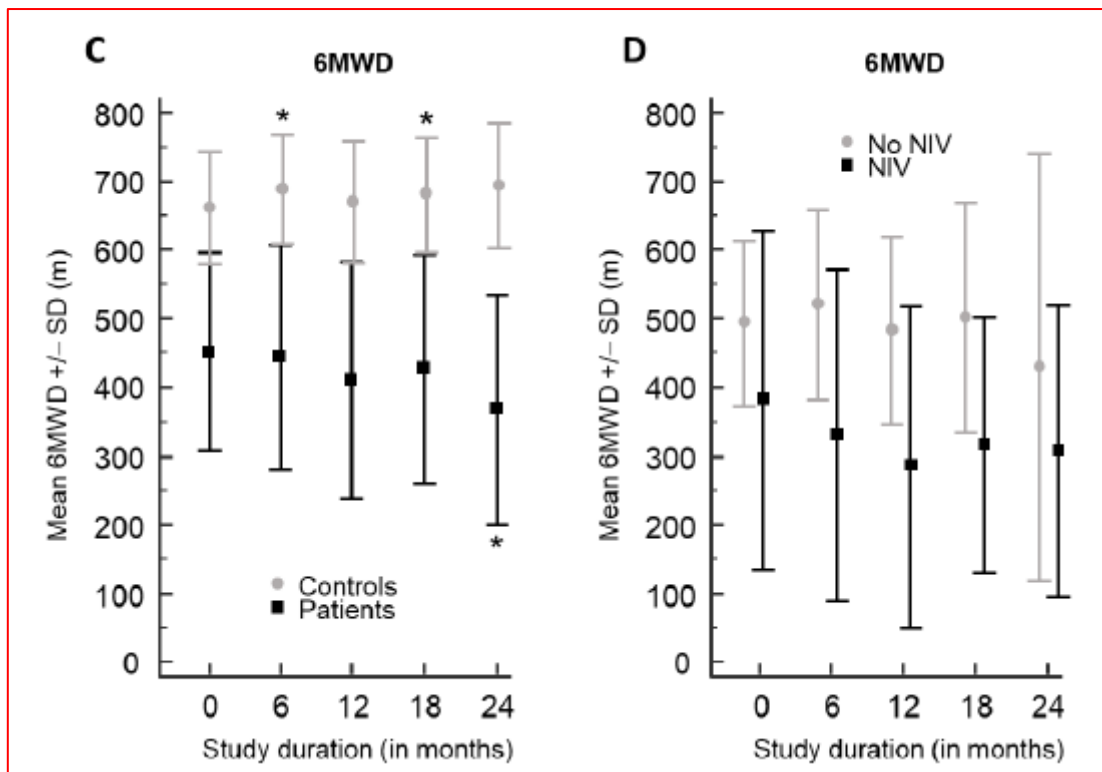 C
6MWD
Mean 6MWD +/− SD (m)
800
700
600
500
400
300
200
100
0
*
*
*
Controls
Patients
0 6 12 18 24
Study duration (in months)
D
6MWD
Mean 6MWD +/− SD (m)
800
700
600
500
400
300
200
100
0
No NIV
NIV
0 6 12 18 24
Study duration (in months)